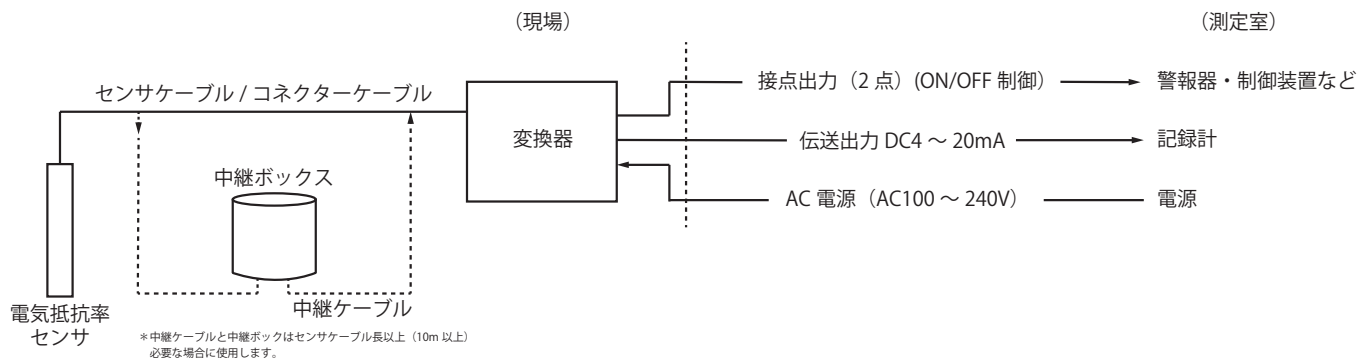 （現場）
（測定室）
センサケーブル / コネクターケーブル
変換器
接点出力（2 点）(ON/OFF 制御）
警報器・制御装置など
伝送出力 DC4 ～ 20mA
記録計
AC 電源（AC100 ～ 240V）
電源
中継ボックス
中継ケーブル
電気抵抗率
センサ
＊中継ケーブルと中継ボックはセンサケーブル長以上（10m 以上）
必要な場合に使用します。